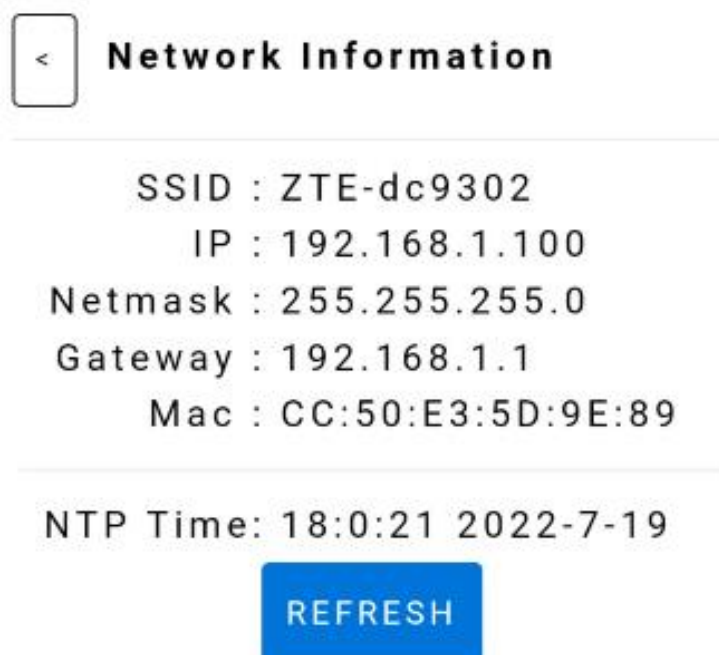 < Network Information
SSID : ZTE-dc9302
IP : 192.168.1.100
Netmask : 255.255.255.0
Gateway : 192.168.1.1
Mac : CC:50:E3:5D:9E:89
NTP Time: 18:0:21 2022-7-19
REFRESH